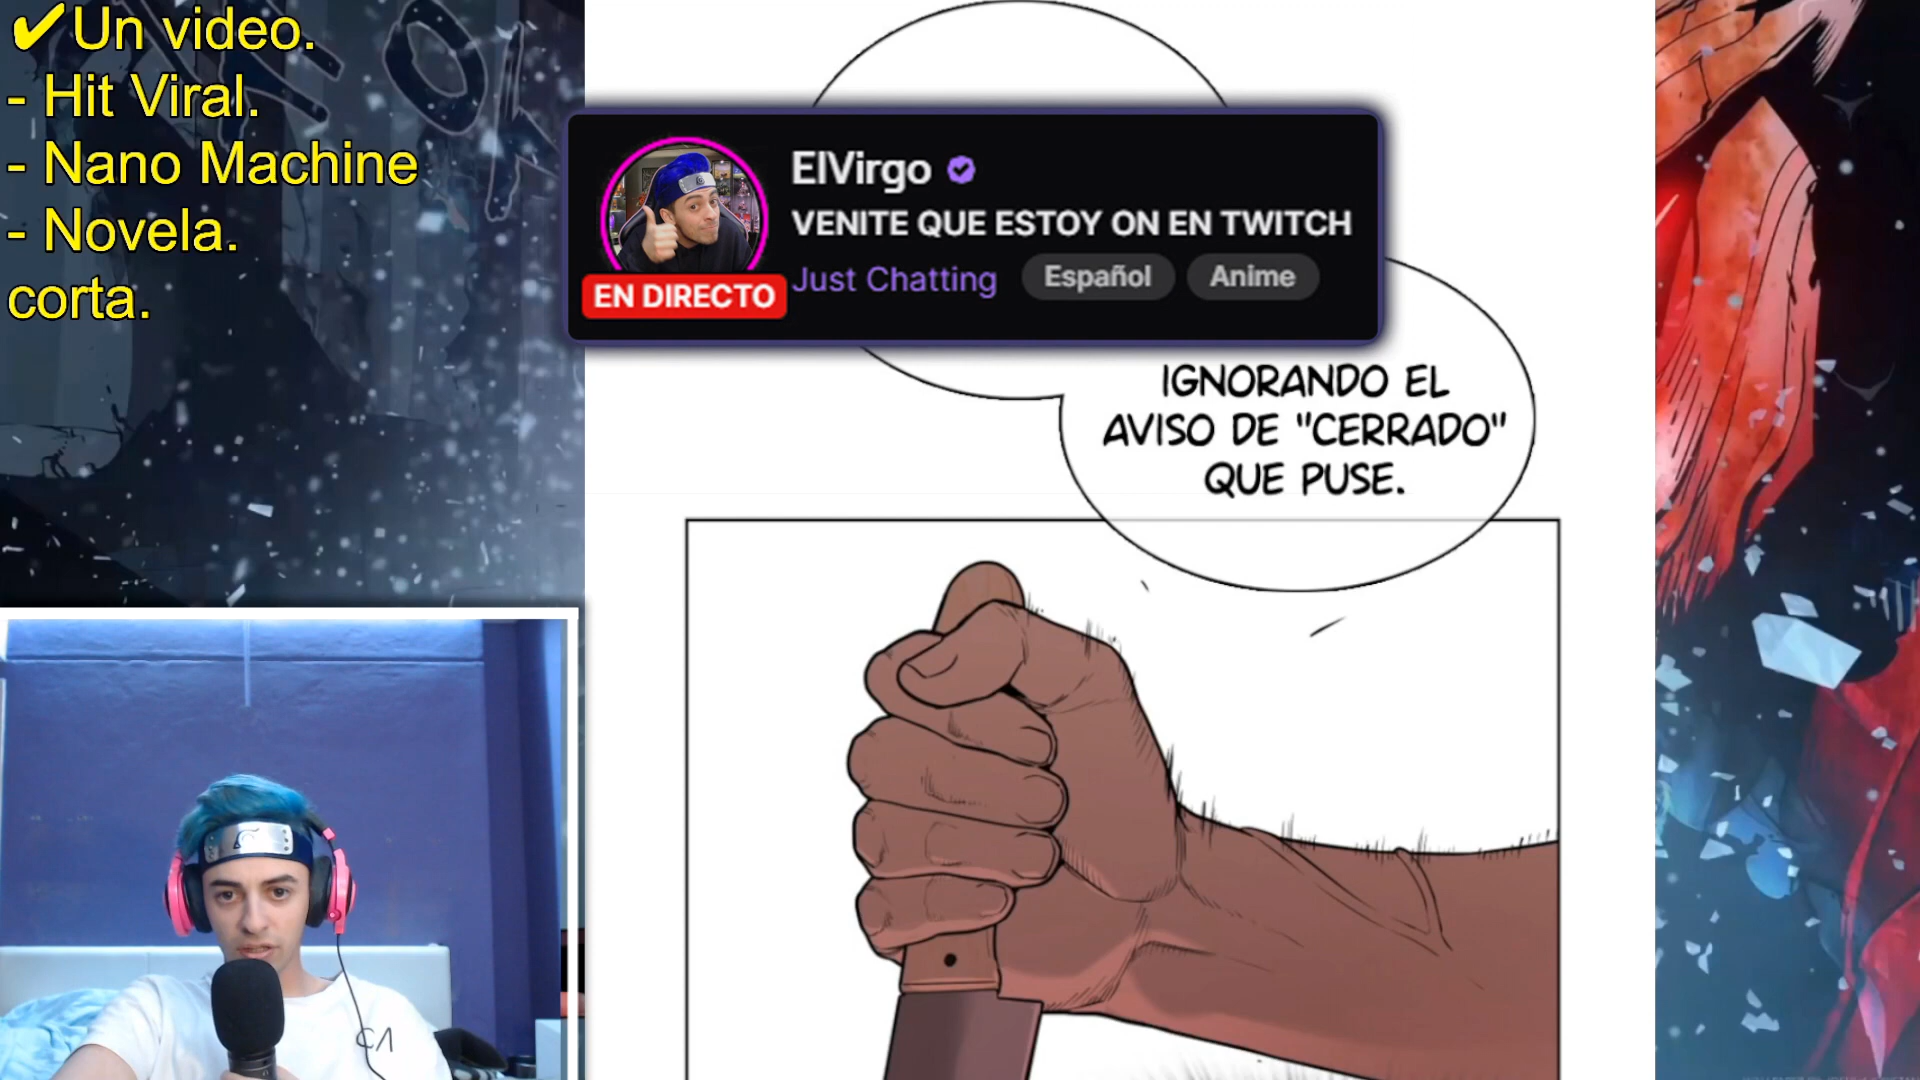 ✔Un video.
- Hit Viral.
- Nano Machine
- Novela.
corta.
ElVirgo
VENITE QUE ESTOY ON EN TWITCH
Just Chatting
Español
Anime
EN DIRECTO
IGNORANDO EL
AVISO DE "CERRADO"
QUE PUSE.
CA